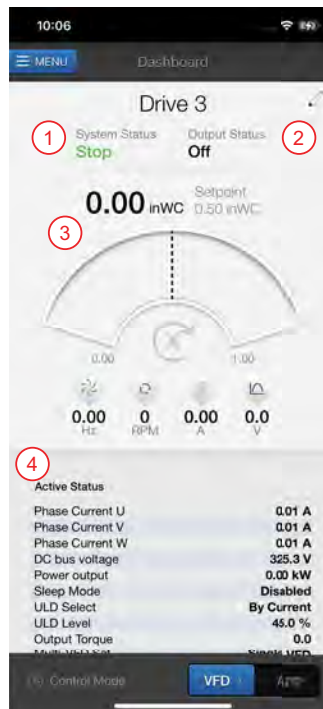 10:06
MENU Dashboard
Drive 3
1 System Status Output Status 2
Stop Off
0.00 inWC Setpoint
0.50 inWC
3
0.00 1.00
0.00 0 0.00 0.0
Hz RPM A V
4
Active Status
Phase Current U 0.01 A
Phase Current V 0.01 A
Phase Current W 0.01 A
DC bus voltage 325.3 V
Power output 0.00 kW
Sleep Mode Disabled
ULD Select By Current
ULD Level 45.0 %
Output Torque 0.0
Single VFD
Control Mode VFD App